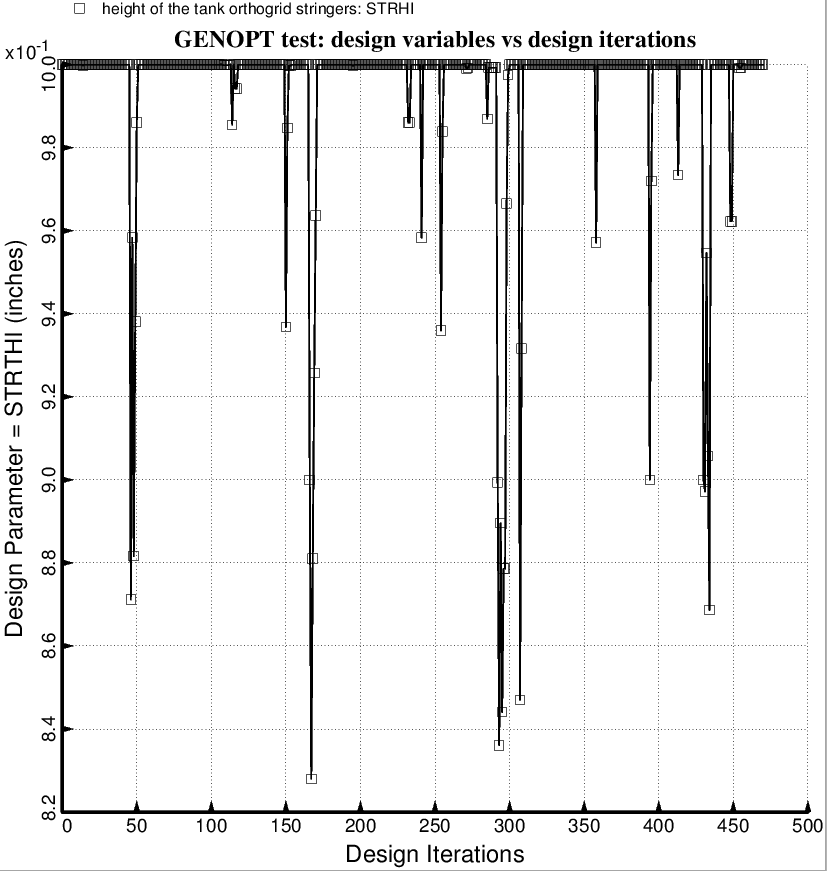 height of the tank orthogrid stringers: STRHI
GENOPT test: design variables vs design iterations
x10-1
10.0
9.8
9.6
9.4
9.2
9.0
8.8
8.6
8.4
8.2
Design Parameter = STRTHI (inches)
0 50 100 150 200 250 300 350 400 450 500
Design Iterations